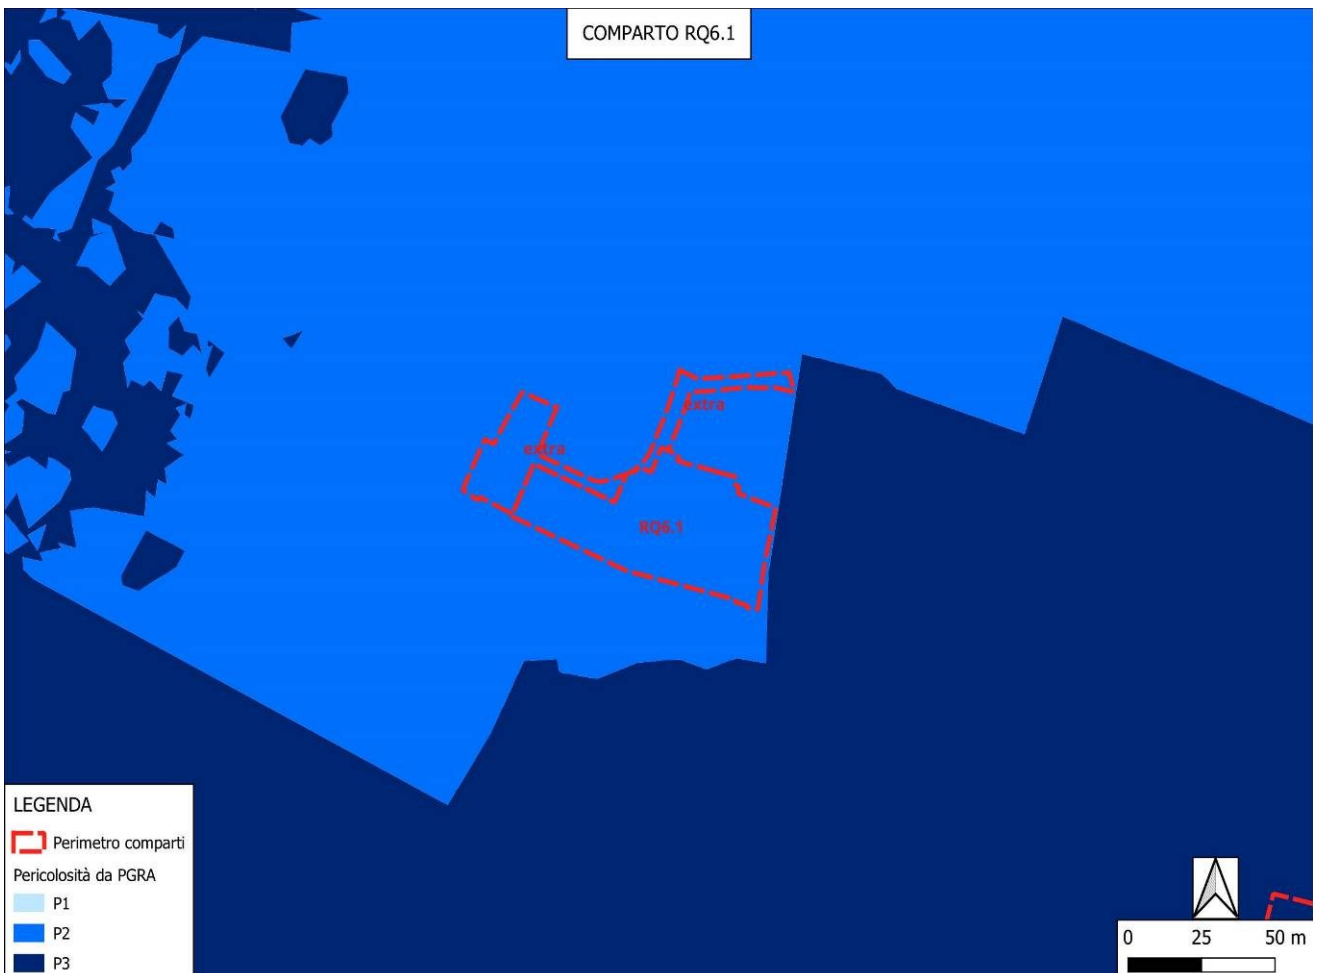 COMPARTO RQ6.1
extra
extra
RQ6.1
LEGENDA
Perimetro comparti
Pericolosità da PGRA
P1
P2
P3
0 25 50 m